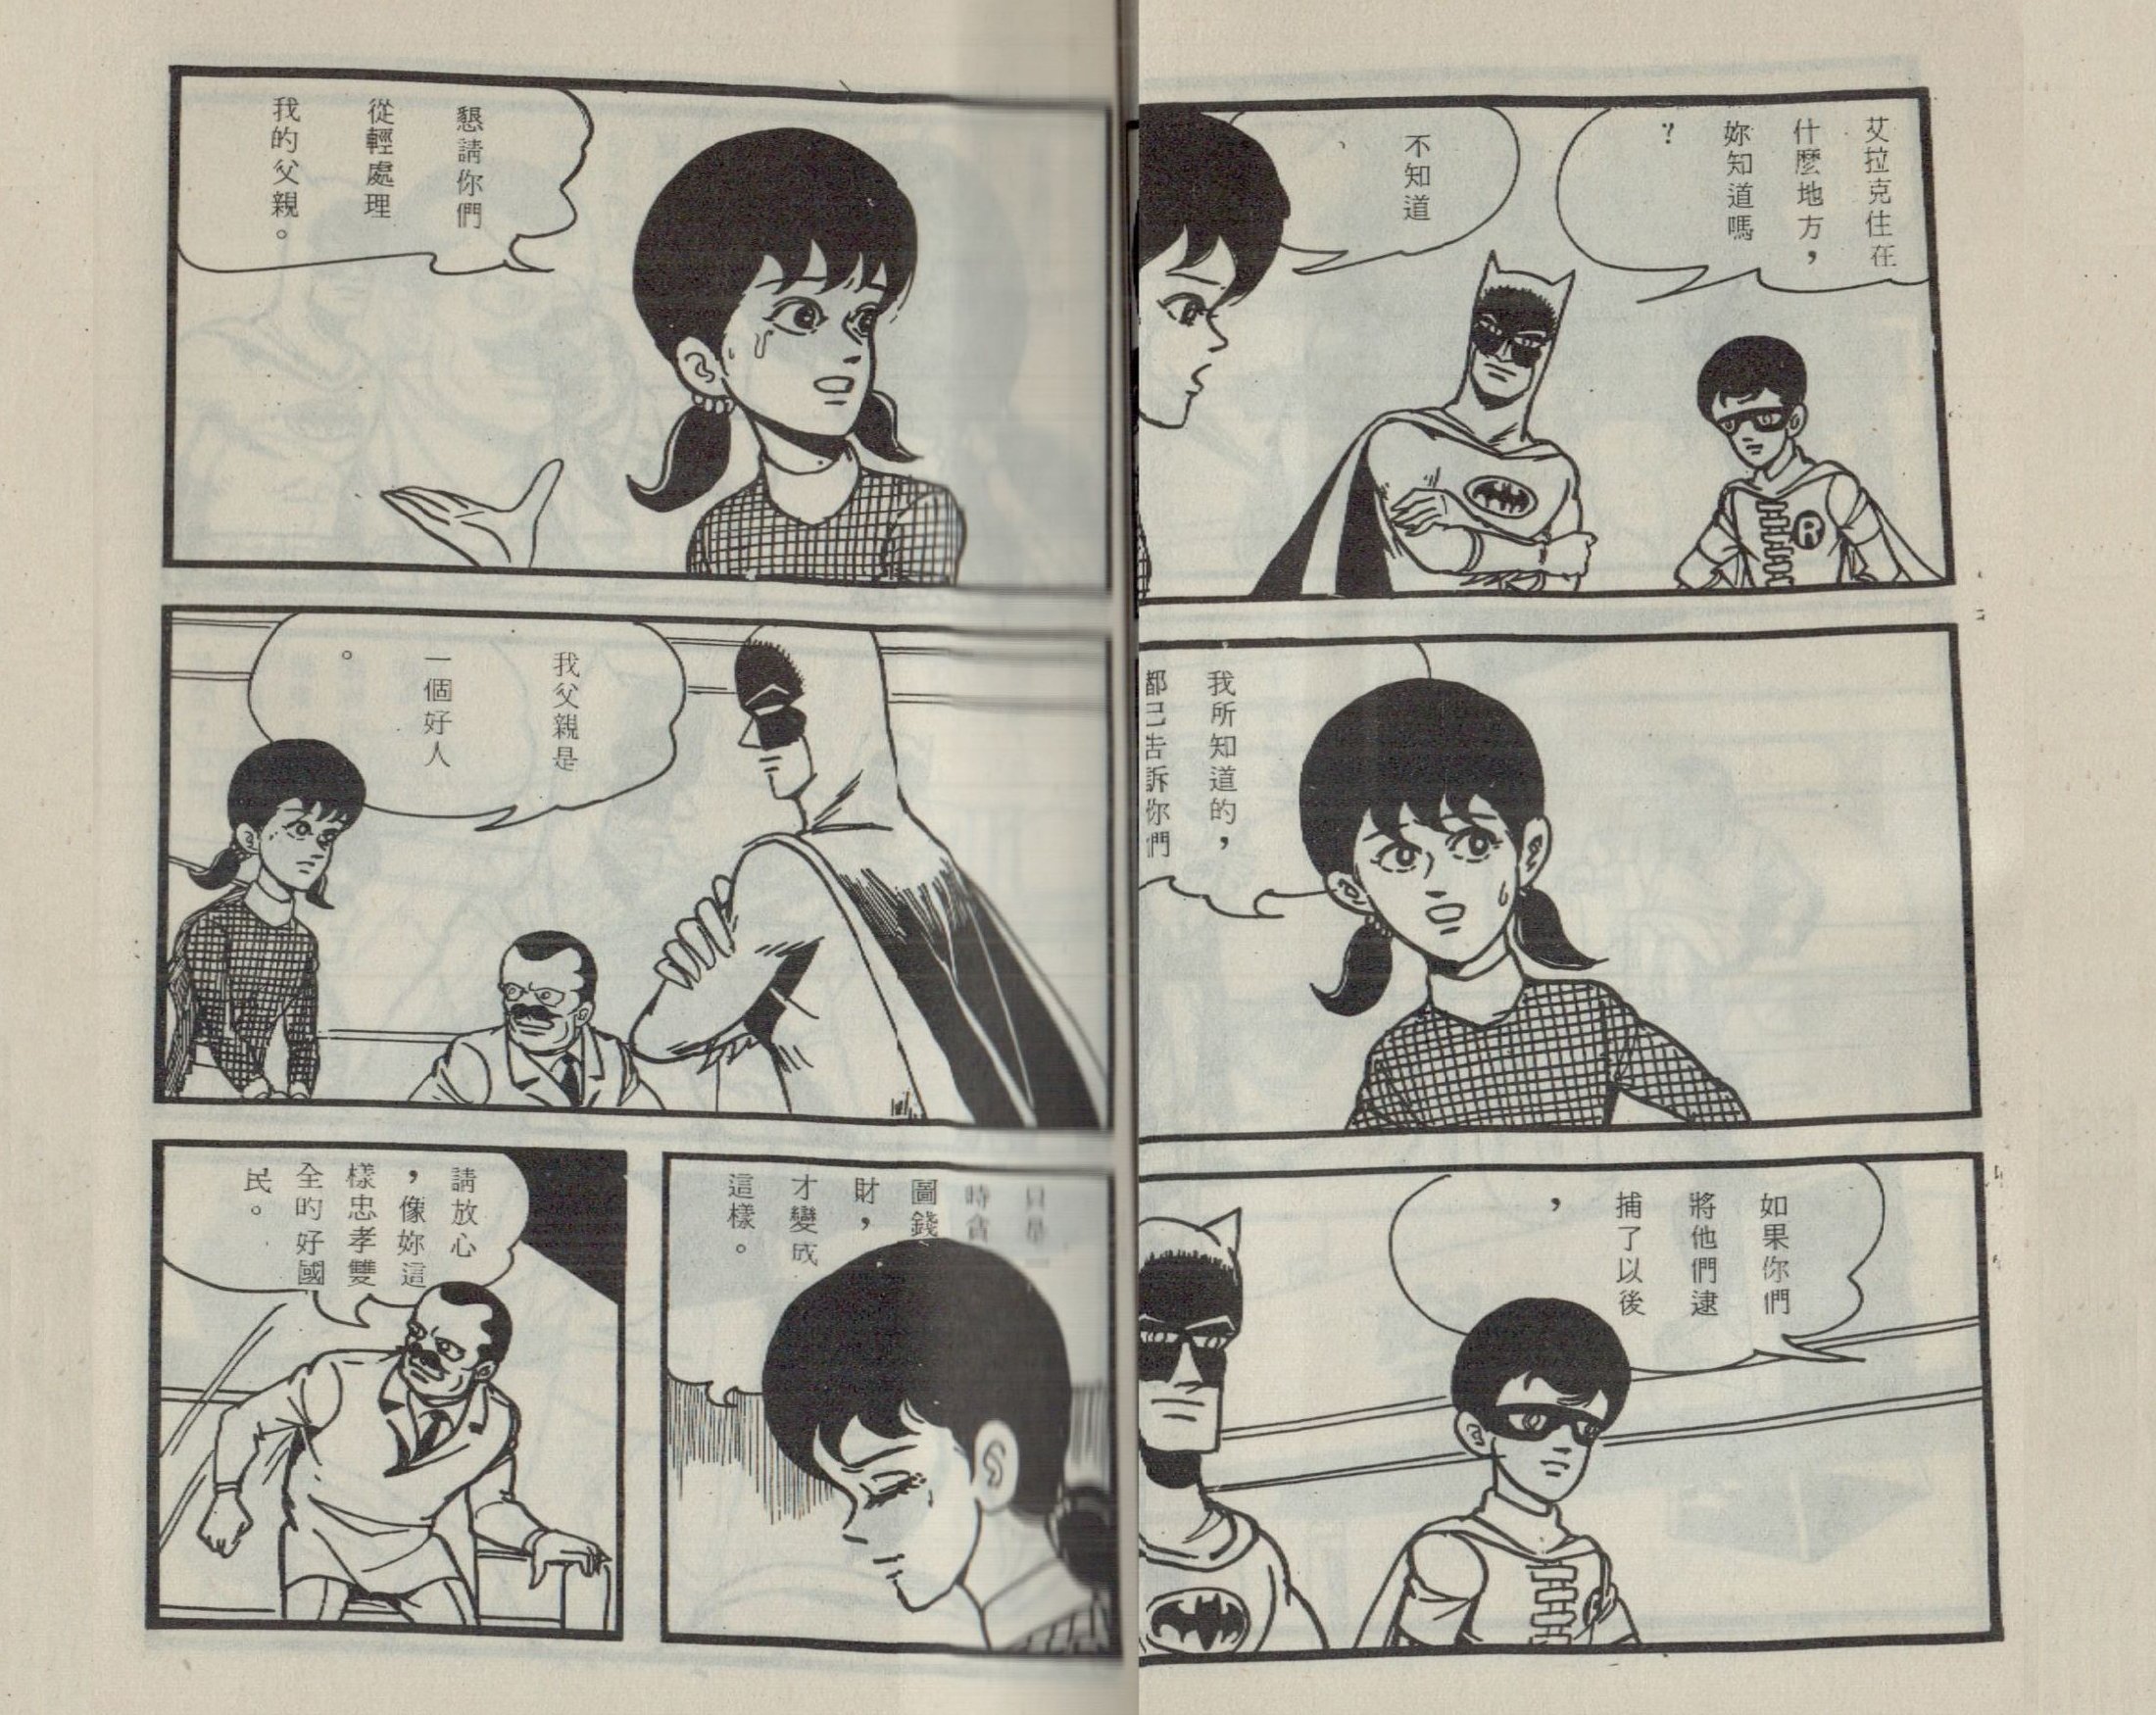 艾拉克住在
什麼地方，
妳知道嗎
？
不知道
、
我所知道的，
都已告訴你們
如果你們
將他們逮
捕了以後
，
R
懇請你們
從輕處理
我的父親。
我父親是
一個好人
。
時貪
圖錢
財，
才變成
這樣。
請放心
，像妳這
樣忠孝雙
全的好國
民。